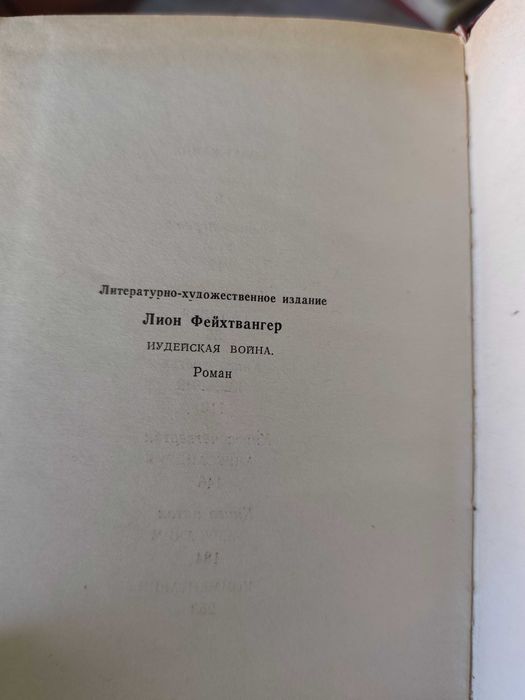 Литературно-художественное издание
Лион Фейхтвангер
ИУДЕЙСКАЯ ВОЙНА.
Роман